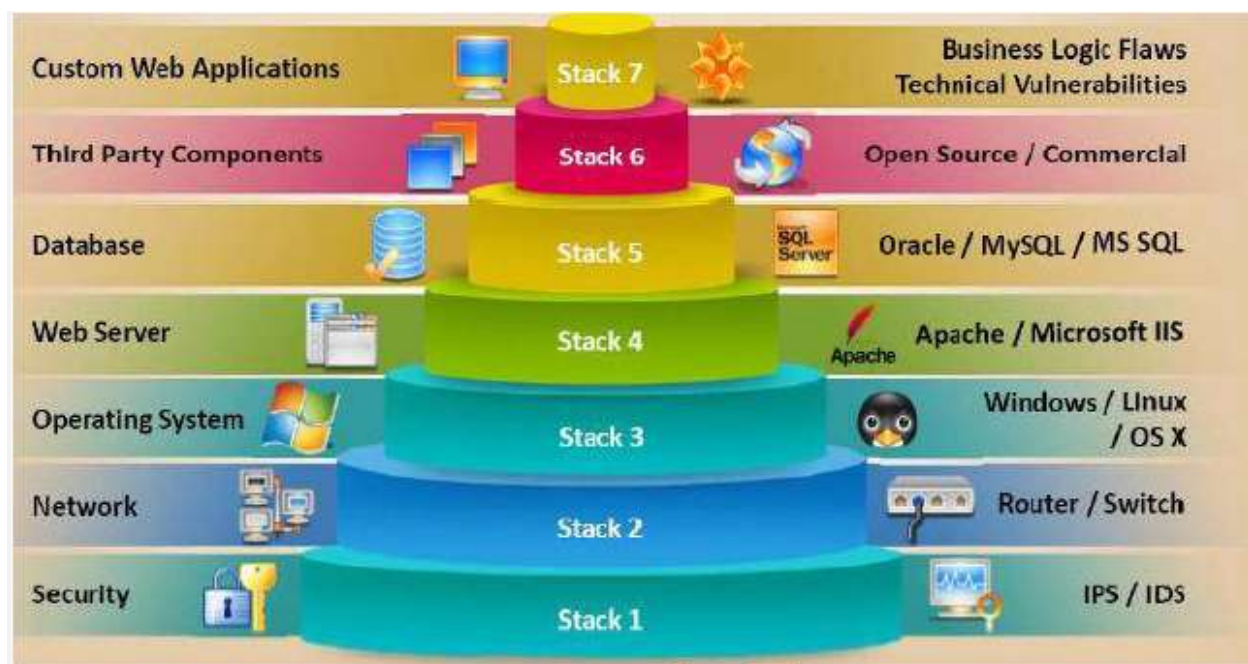 Custom Web Applications
Stack 7
Business Logic Flaws
Technical Vulnerabilities
Third Party Components
Stack 6
Open Source / Commercial
Database
Stack 5
SQL
Server
Oracle / MySQL / MS SQL
Web Server
Stack 4
Apache
Apache / Microsoft IIS
Operating System
Stack 3
Windows / Linux
/ OS X
Network
Stack 2
Router / Switch
Security
Stack 1
IPS / IDS